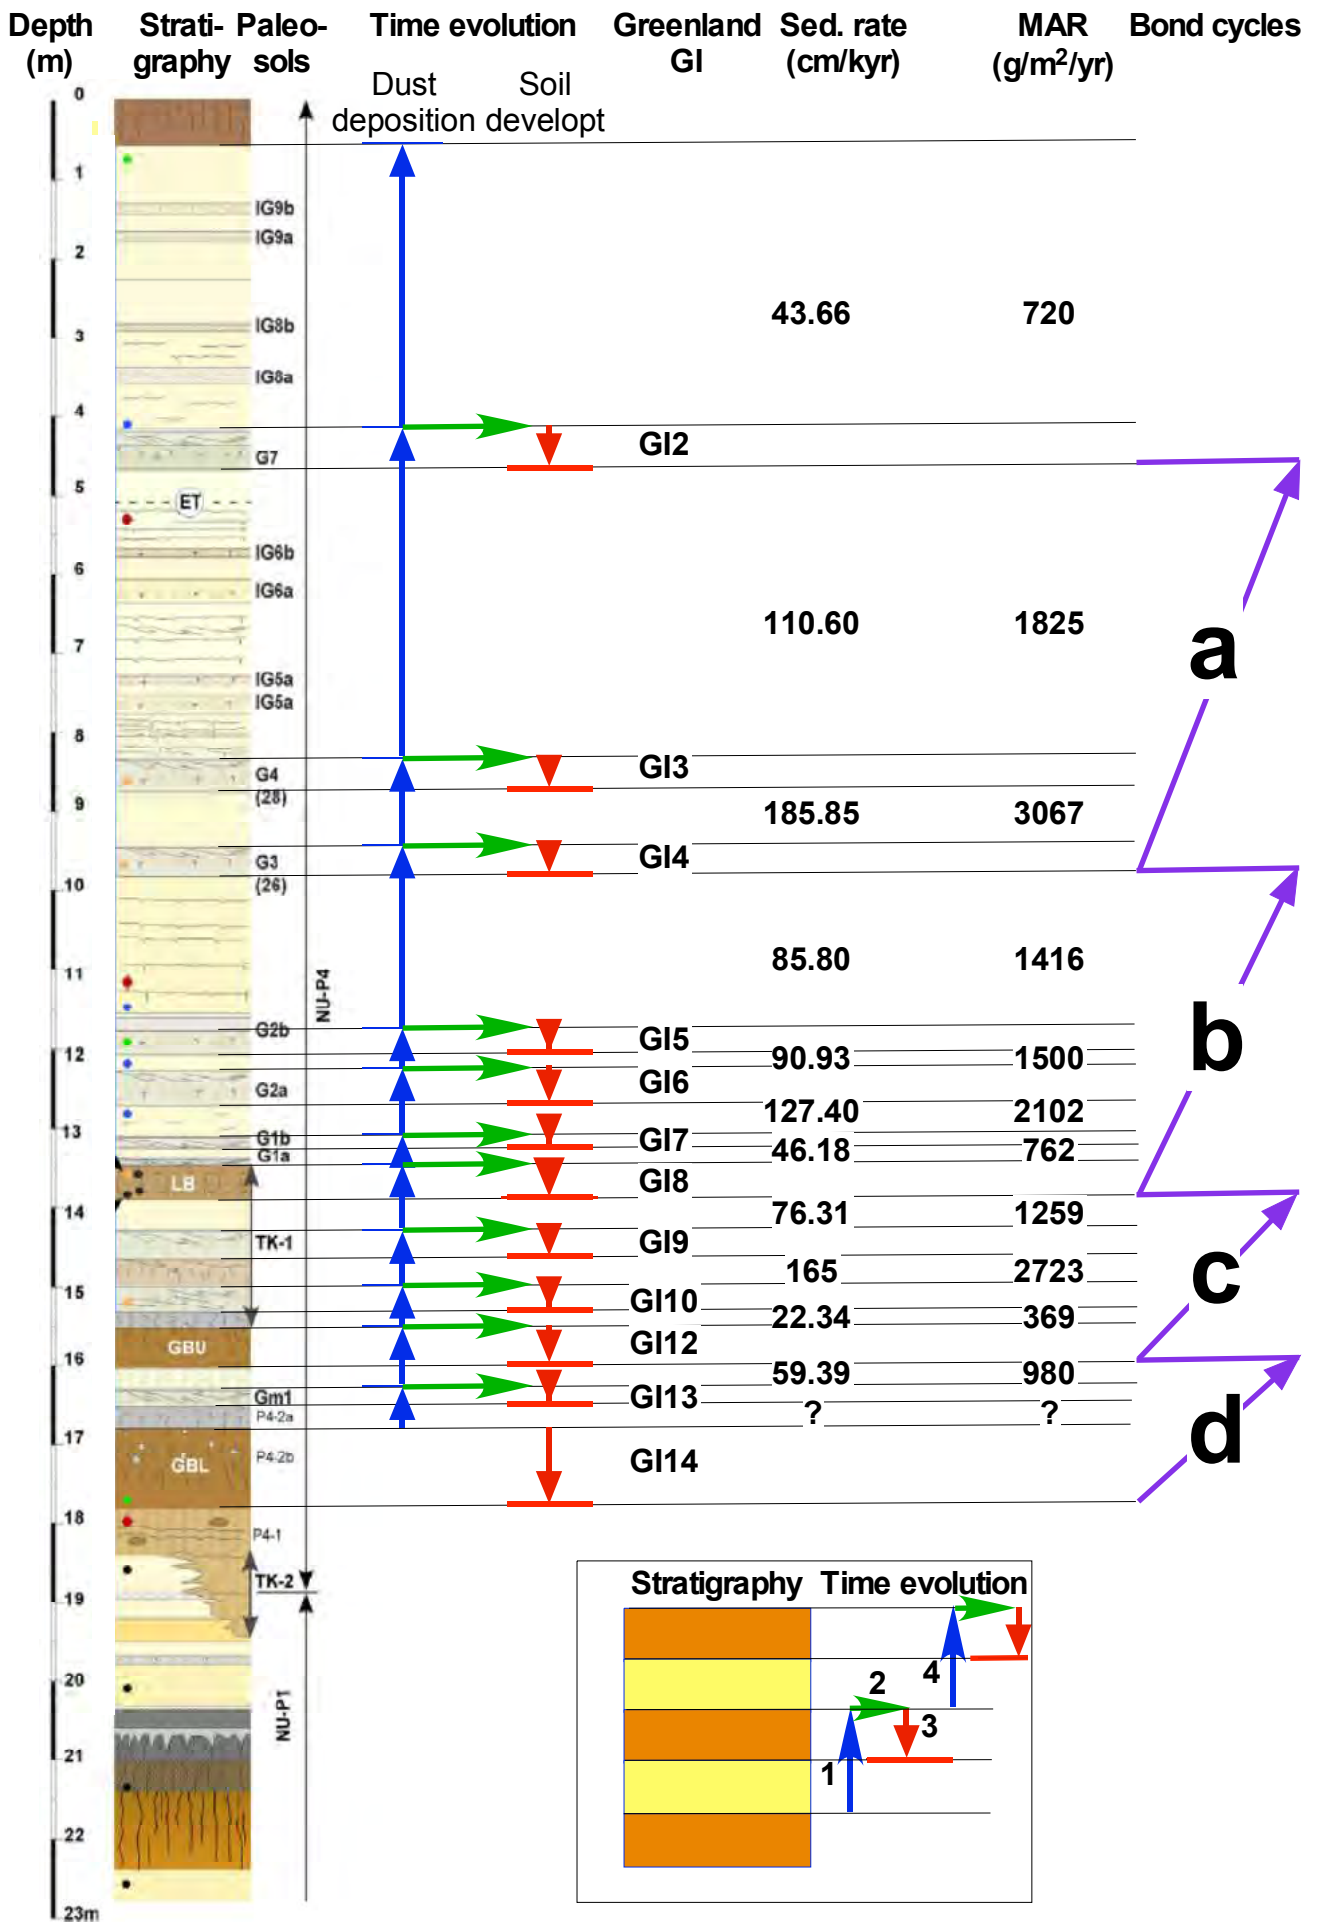 Depth Strati- Paleo- Time evolution Greenland Sed. rate MAR Bond cycles
(m) graphy sols GI (cm/kyr) (g/m²/yr)
Dust Soil
deposition developt
0
1
IG9b
IG9a
2
43.66 720
IG8b
3
IG8a
4
GI2
G7
5
ET
IG6b
6
IG6a
110.60 1825
7
a
IG5a
IG5a
8
G4 GI3
(28)
9
185.85 3067
G3 GI4
(26)
10
85.80 1416
11
NU-P4
G2b GI5
b
12
90.93 1500
G2a GI6
127.40 2102
13
G1b GI7
G1a 46.18 762
LB GI8
14
76.31 1259
TK-1 GI9
165 2723
c
15
GI10
22.34 369
GBU GI12
16
59.39 980
Gm1 GI13
P4-2a ? ?
17
d
P4-2b
GBL GI14
18
P4-1
TK-2
19
20
NU-P1
21
22
23m
Stratigraphy Time evolution
4
2
3
1